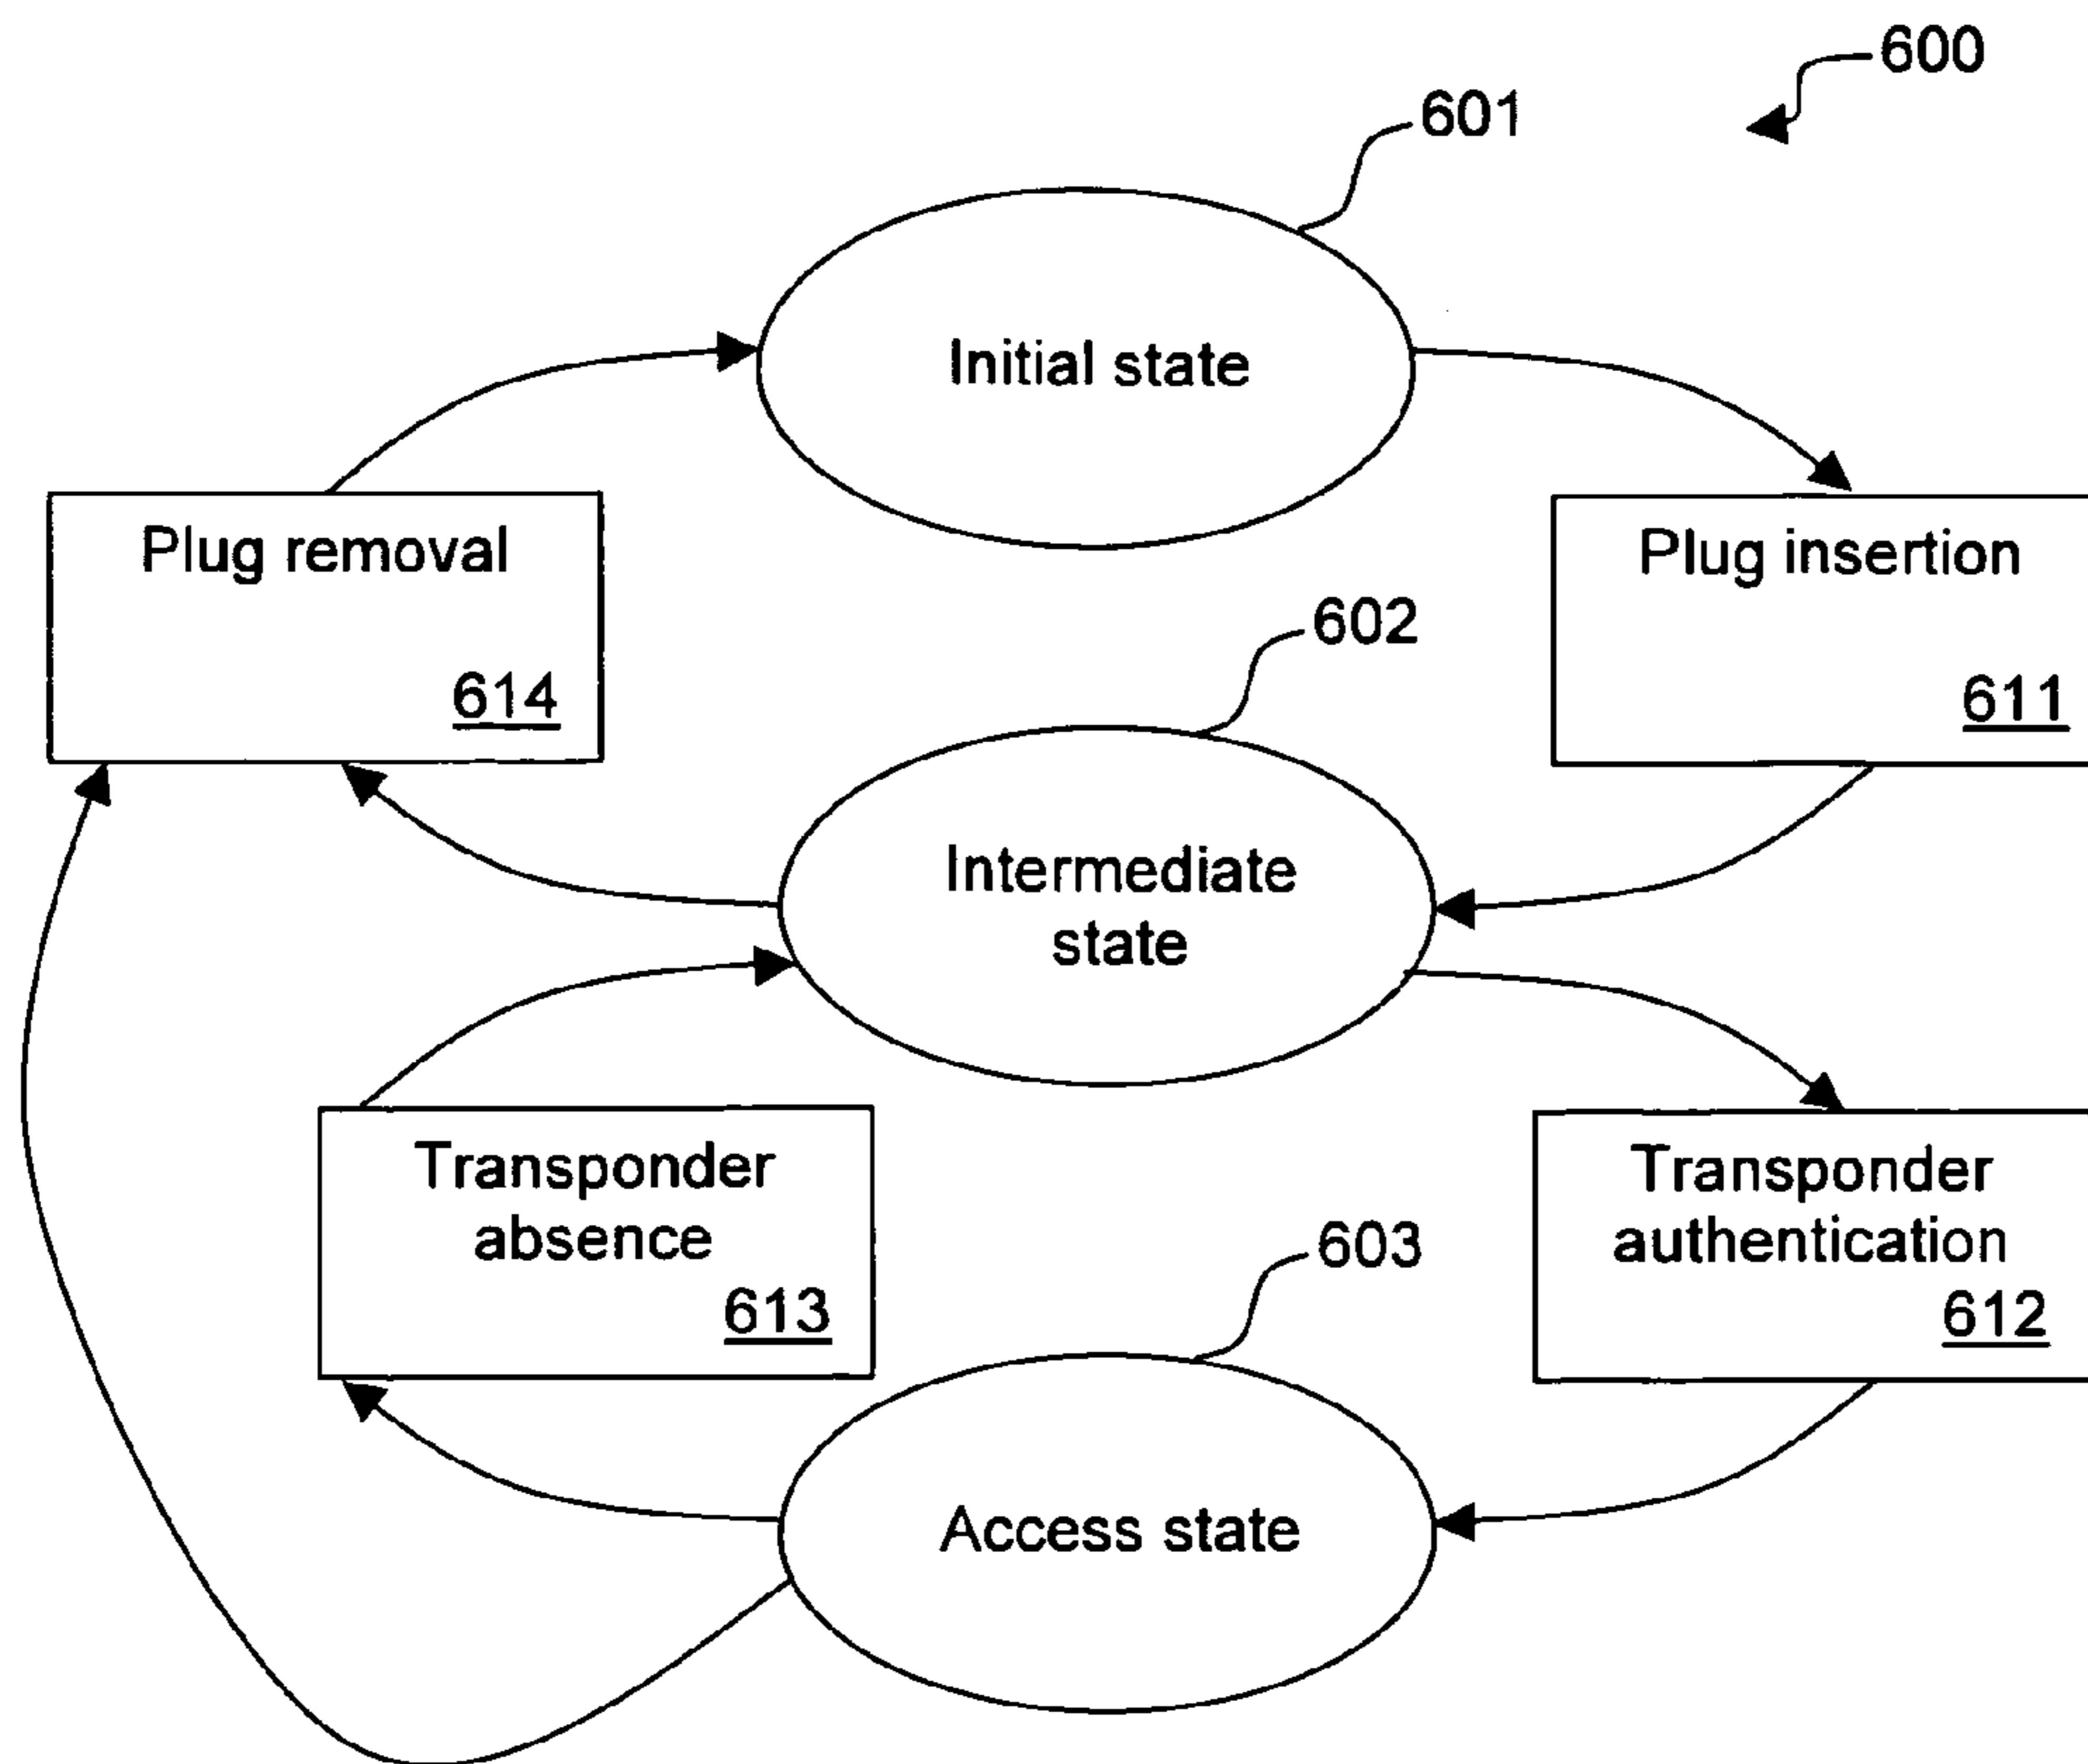 600
601
Initial state
Plug removal
614
Plug insertion
611
602
Intermediate
state
Transponder
absence
613
Transponder
authentication
612
603
Access state